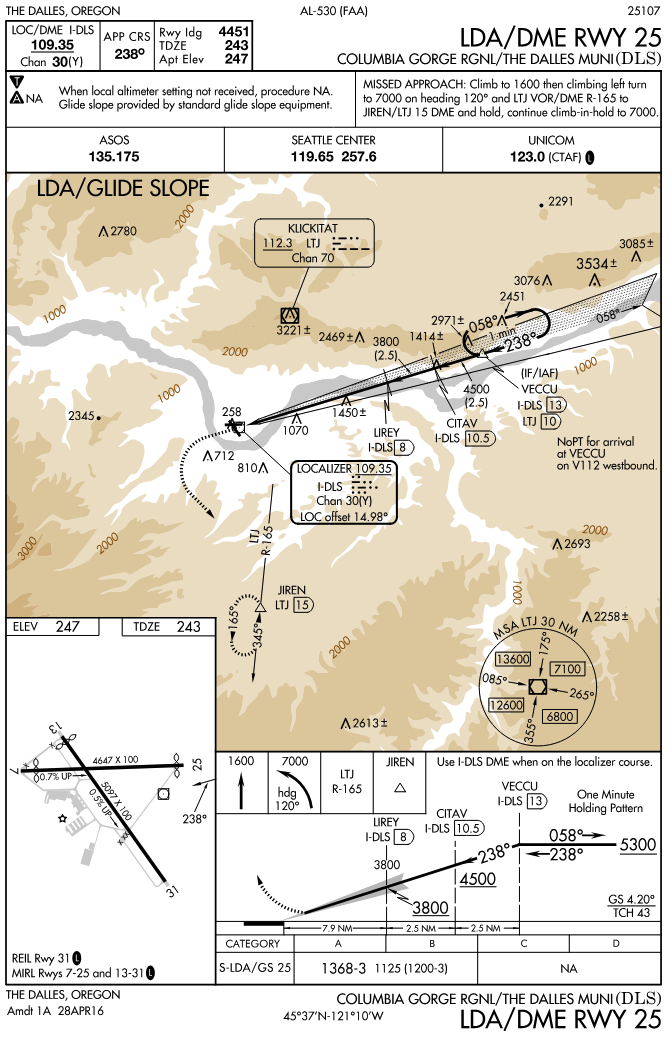 THE DALLES, OREGON
AL-530 (FAA)
25107
LOC/DME I-DLS
109.35
Chan 30(Y)
APP CRS
238°
Rwy ldg 4451
TDZE 243
Apt Elev 247
LDA/DME RWY 25
COLUMBIA GORGE RGNL/THE DALLES MUNI (DLS)
T
A NA
When local altimeter setting not received, procedure NA.
Glide slope provided by standard glide slope equipment.
MISSED APPROACH: Climb to 1600 then climbing left turn
to 7000 on heading 120° and LTJ VOR/DME R-165 to
JIREN/LTJ 15 DME and hold, continue climb-in-hold to 7000.
ASOS
135.175
SEATTLE CENTER
119.65 257.6
UNICOM
123.0 (CTAF) L
LDA/GLIDE SLOPE
2000
2291
2780
KLICKITAT
112.3 LTJ
Chan 70
3085±
3534±
3076
2451
1000
3221±
2469±
2971±
058°
1 min
238°
058°
1414±
3800
(2.5)
2000
1000
4500
(2.5)
(IF/IAF)
VECCU
I-DLS 13
LTJ 10
1000
2345
258
1450±
1070
CITAV
I-DLS 10.5
LIREY
I-DLS 8
NoPT for arrival
at VECCU
on V112 westbound.
712
810
LOCALIZER 109.35
I-DLS
Chan 30(Y)
LOC offset 14.98°
LTJ
R-165
3000
2000
2000
2693
1000
JIREN
LTJ 15
165°
345°
2000
2258±
2613±
MSA LTJ 30 NM
175°
13600
7100
085°
265°
12600
6800
355°
ELEV 247
TDZE 243
13
7
4647 X 100
25
0.7% UP
5097 X 100
0.5% UP
238°
31
REIL Rwy 31 L
MIRL Rwys 7-25 and 13-31 L
1600
7000
hdg
120°
LTJ
R-165
JIREN
Use I-DLS DME when on the localizer course.
VECCU
I-DLS 13
One Minute
Holding Pattern
CITAV
I-DLS 10.5
LIREY
I-DLS 8
058°
238°
5300
3800
238°
4500
3800
GS 4.20°
TCH 43
7.9 NM
2.5 NM
2.5 NM
CATEGORY A B C D
S-LDA/GS 25 1368-3 1125 (1200-3) NA
THE DALLES, OREGON
Amdt 1A 28APR16
45°37'N-121°10'W
COLUMBIA GORGE RGNL/THE DALLES MUNI (DLS)
LDA/DME RWY 25